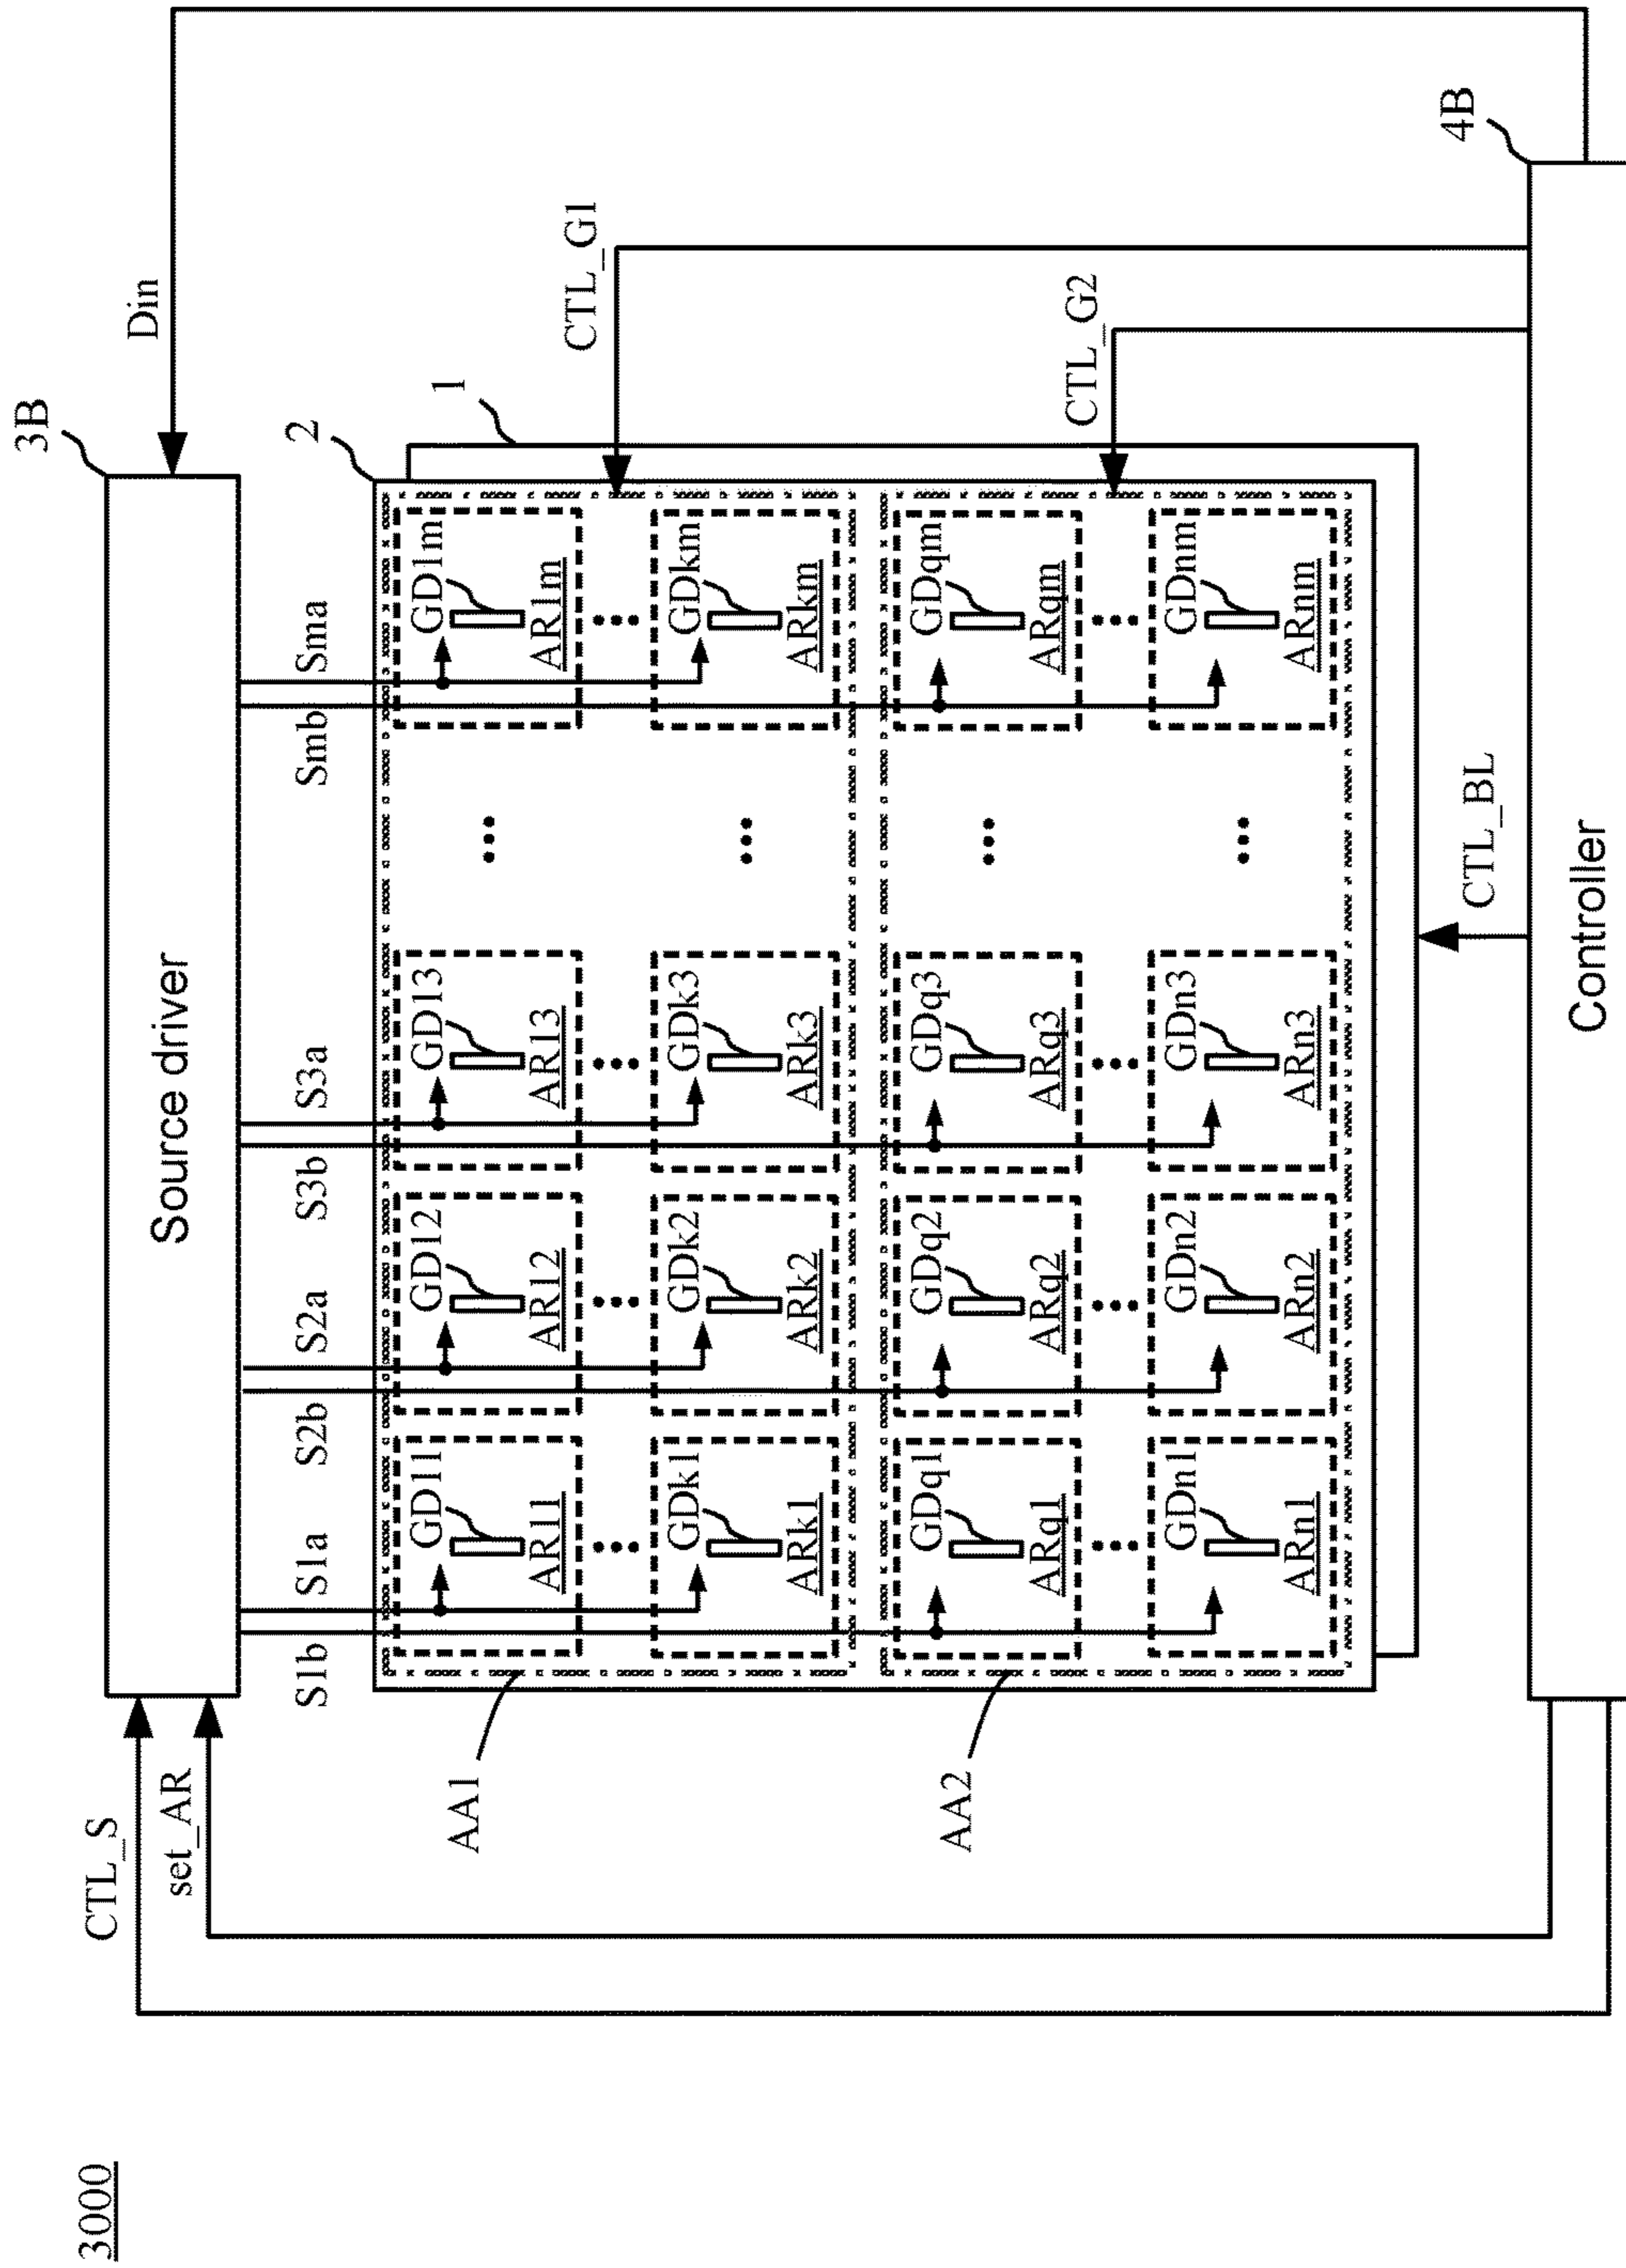 3000
CTL_S
set_AR
Din
3B
Source driver
S1b
S1a
S2b
S2a
S3b
S3a
Smb
Sma
2
1
CTL_G1
CTL_G2
AA1
GD11
AR11
GD12
AR12
GD13
AR13
•••
GD1m
AR1m
•••
•••
•••
•••
GDk1
ARk1
GDk2
ARk2
GDk3
ARk3
•••
GDkm
ARkm
AA2
GDq1
ARq1
GDq2
ARq2
GDq3
ARq3
•••
GDqm
ARqm
•••
•••
•••
•••
GDn1
ARn1
GDn2
ARn2
GDn3
ARn3
•••
GDnm
ARnm
CTL_BL
4B
Controller